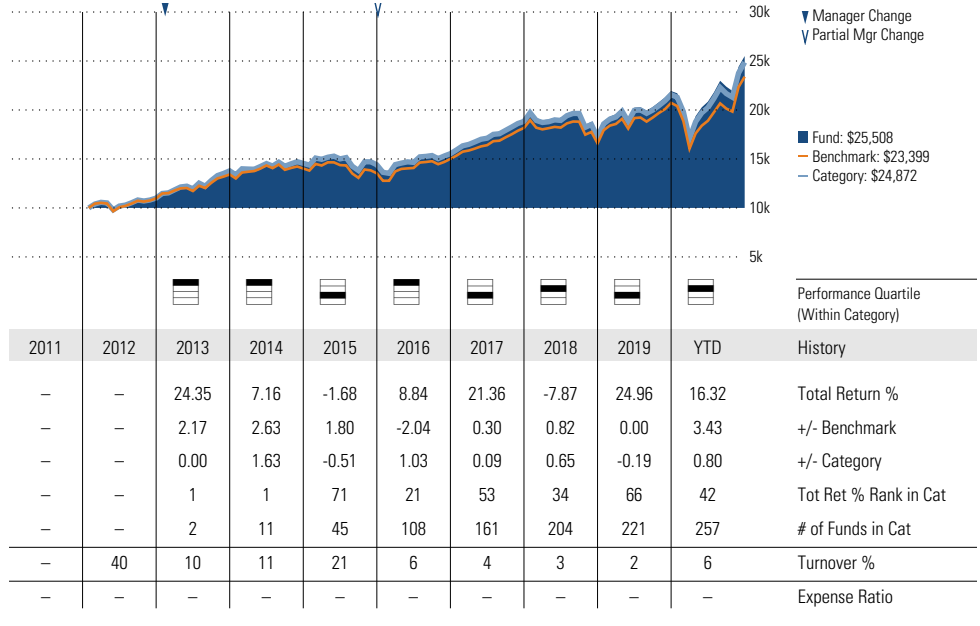 30k
25k
20k
15k
10k
5k
Manager Change
Partial Mgr Change
Fund: $25,508
Benchmark: $23,399
Category: $24,872
Performance Quartile
(Within Category)
2011 2012 2013 2014 2015 2016 2017 2018 2019 YTD History
– – 24.35 7.16 -1.68 8.84 21.36 -7.87 24.96 16.32 Total Return %
– – 2.17 2.63 1.80 -2.04 0.30 0.82 0.00 3.43 +/- Benchmark
– – 0.00 1.63 -0.51 1.03 0.09 0.65 -0.19 0.80 +/- Category
– – 1 1 71 21 53 34 66 42 Tot Ret % Rank in Cat
– – 2 11 45 108 161 204 221 257 # of Funds in Cat
– 40 10 11 21 6 4 3 2 6 Turnover %
– – – – – – – – – – Expense Ratio